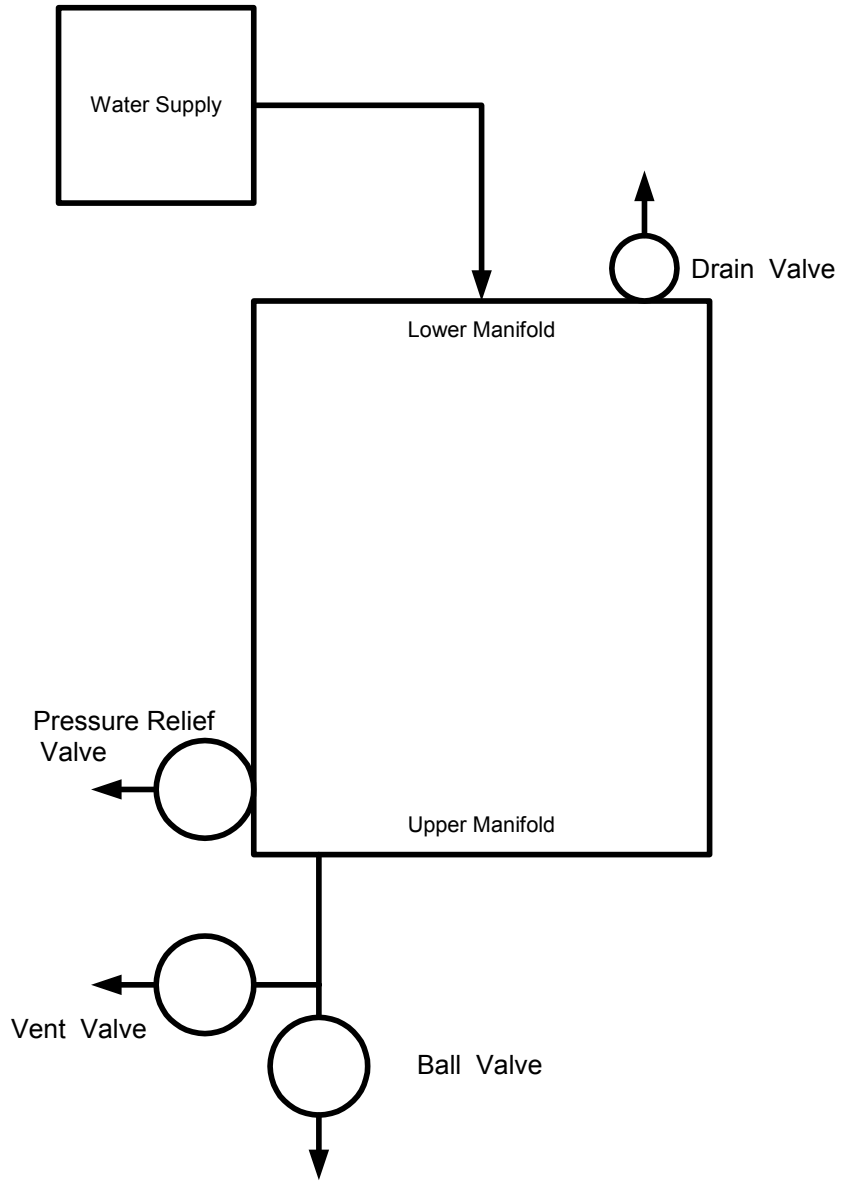 Water Supply
Drain Valve
Lower Manifold
Pressure Relief
Valve
Upper Manifold
Vent Valve
Ball Valve